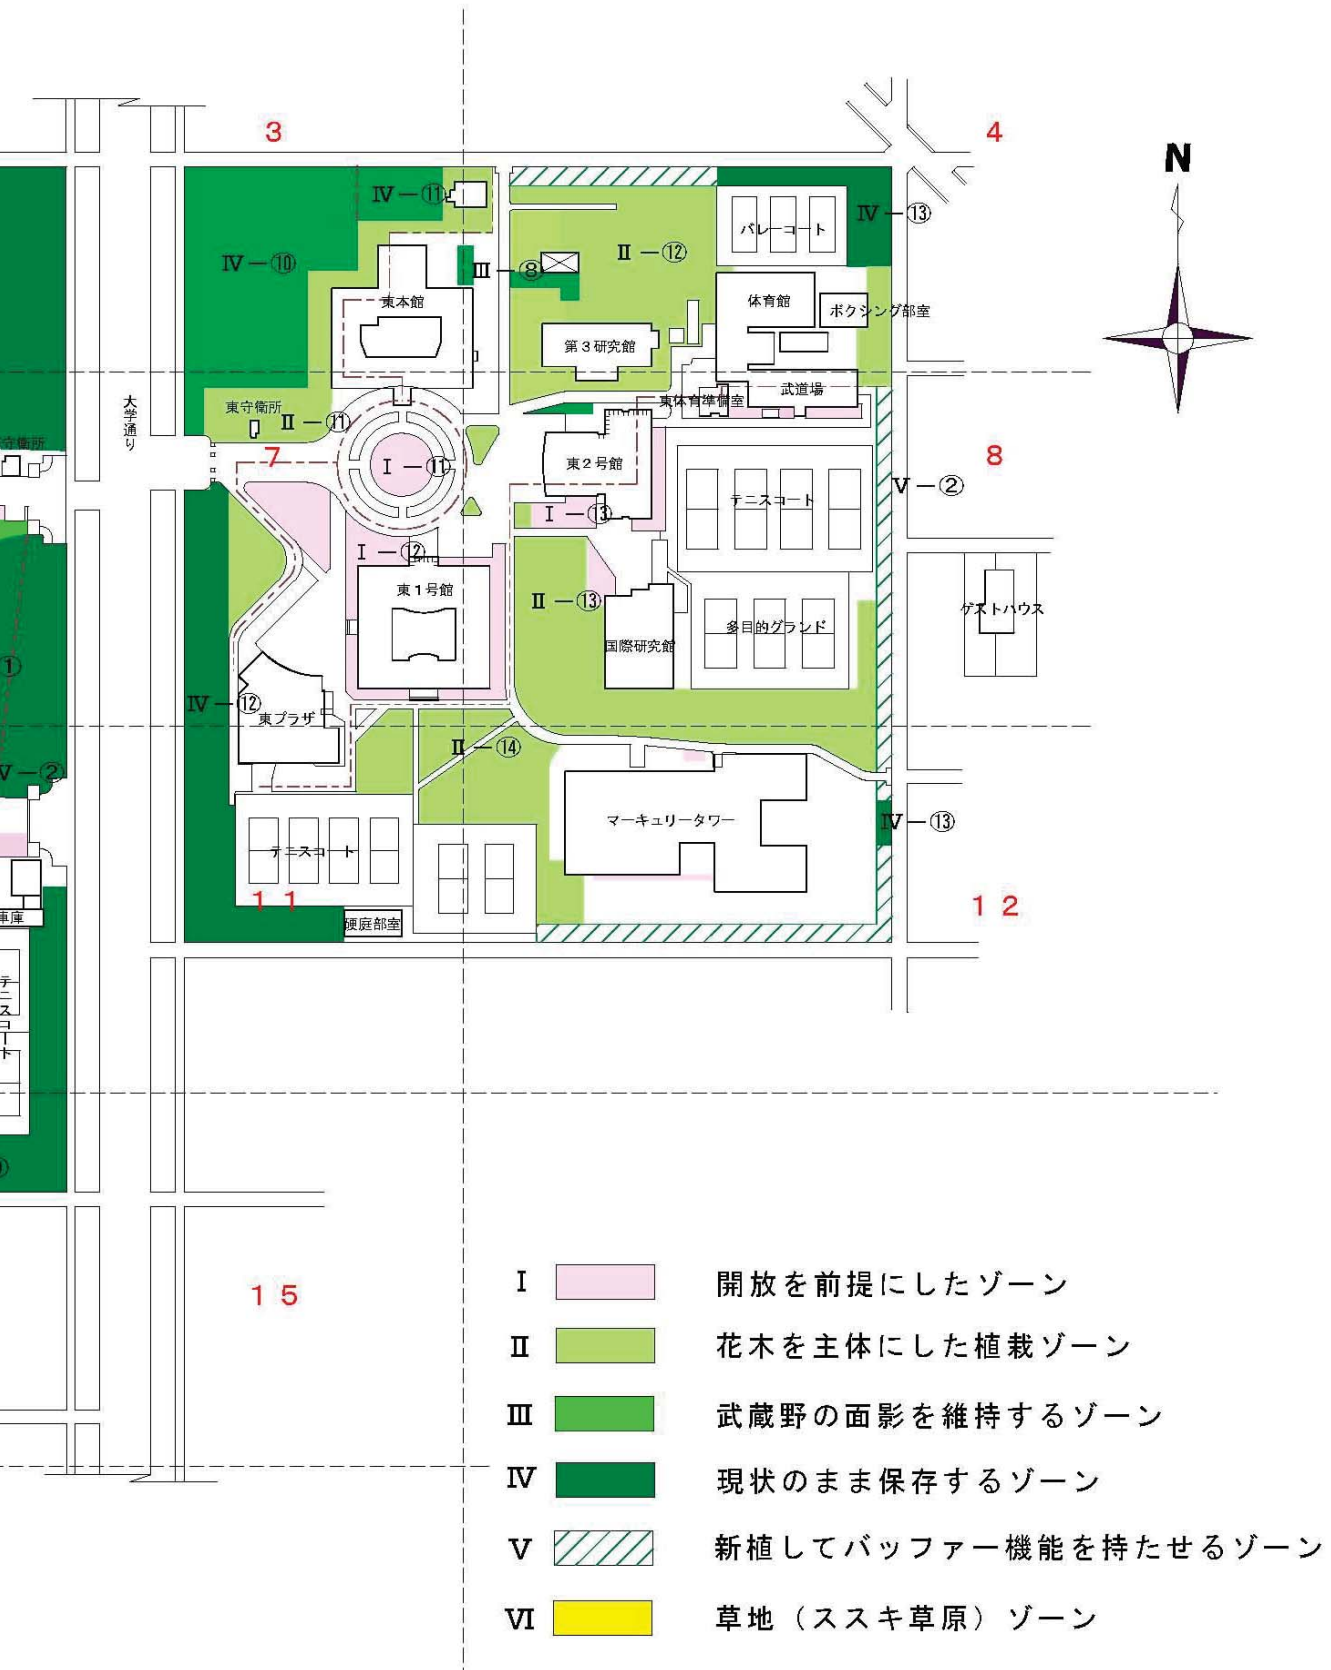 3
4
N
Ⅳ－⑪
Ⅳ－⑬
バレーコート
Ⅱ－⑫
Ⅳ－⑩
Ⅲ－⑧
東本館
体育館
ボクシング部室
第３研究館
武道場
東体育準備室
大学通り
東守衛所
Ⅱ－⑪
守衛所
7
Ⅰ－⑪
東２号館
8
Ⅴ－②
テニスコート
Ⅰ－⑬
Ⅰ－⑫
東１号館
Ⅱ－⑬
ゲストハウス
多目的グランド
国際研究館
Ⅳ－⑫
東プラザ
Ⅱ－⑭
Ⅴ－②
マーキュリータワー
Ⅳ－⑬
テニスコート
11
12
硬庭部室
車庫
テニスコート
15
Ⅰ 開放を前提にしたゾーン
Ⅱ 花木を主体にした植栽ゾーン
Ⅲ 武蔵野の面影を維持するゾーン
Ⅳ 現状のまま保存するゾーン
Ⅴ 新植してバッファー機能を持たせるゾーン
Ⅵ 草地（ススキ草原）ゾーン